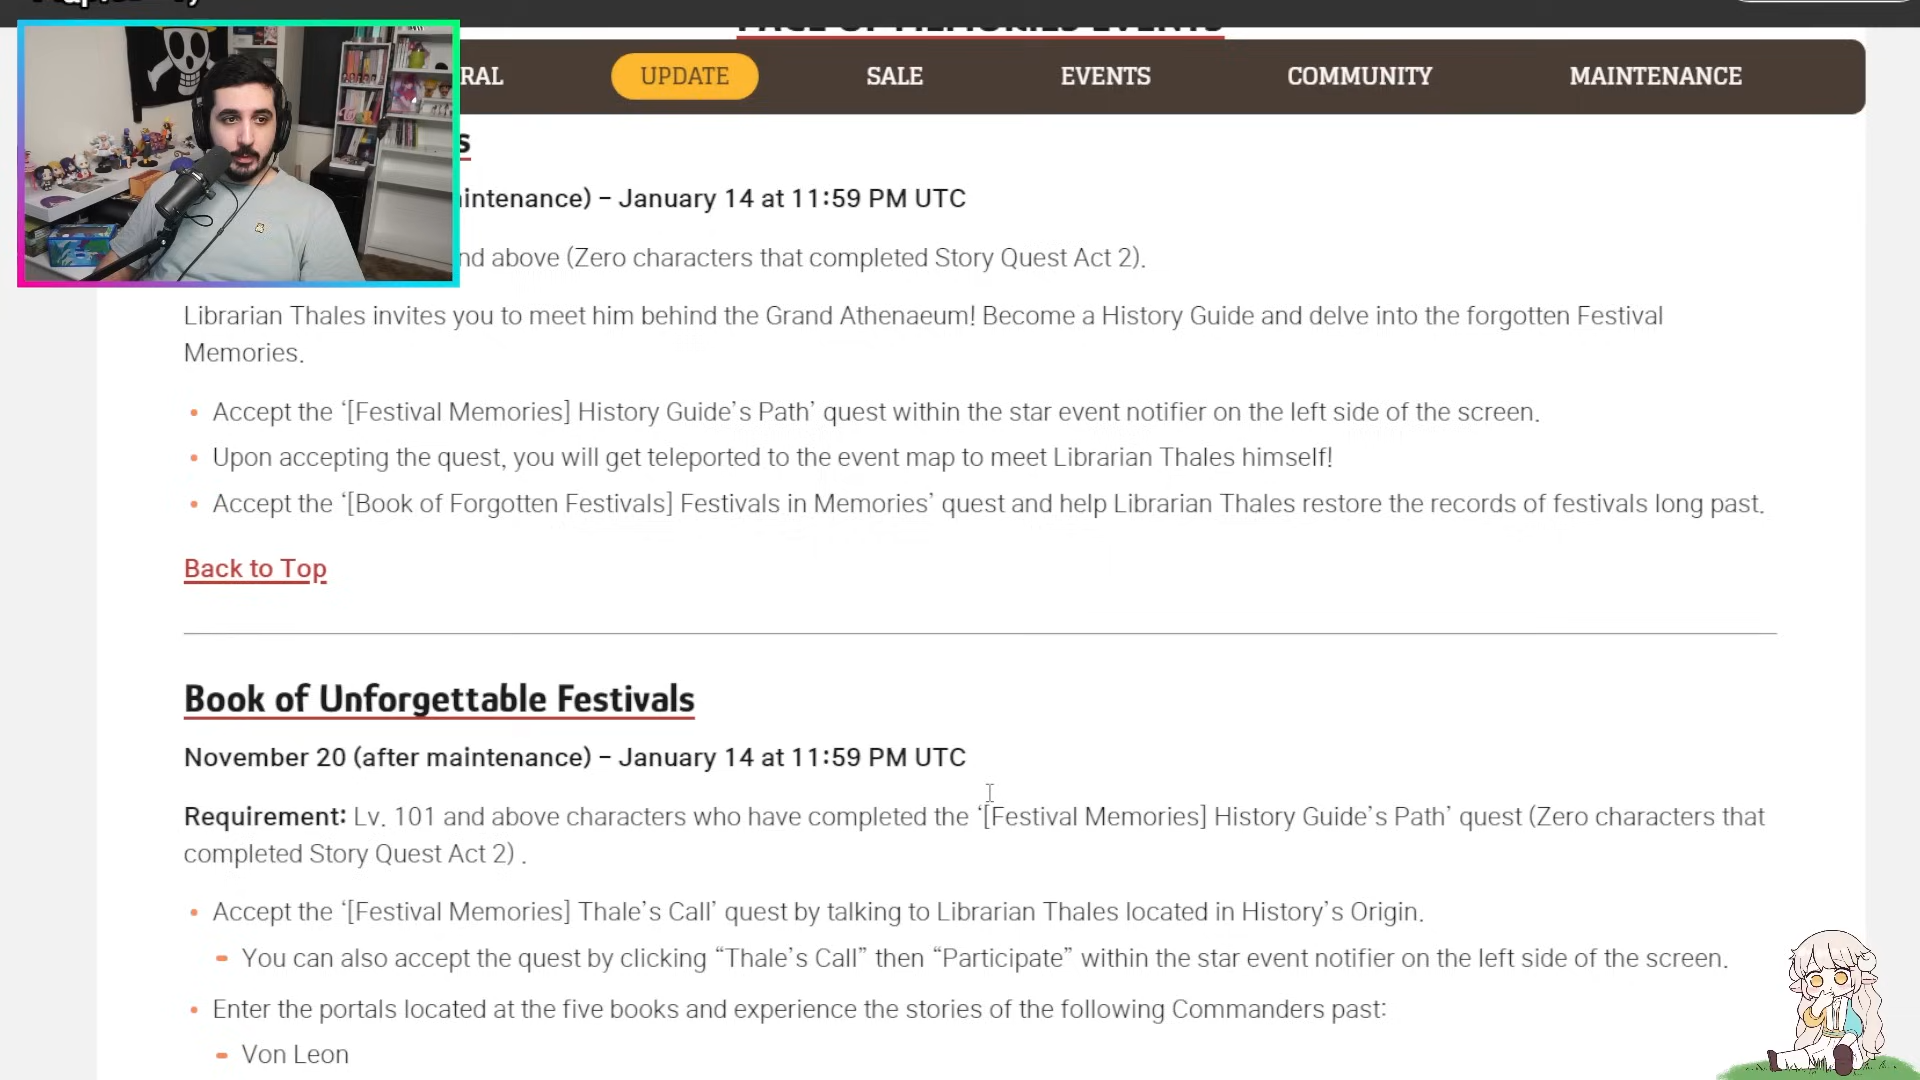 PAGE OF MEMORIES EVENTS
RAL
UPDATE
SALE
EVENTS
COMMUNITY
MAINTENANCE
s
intenance) – January 14 at 11:59 PM UTC
nd above (Zero characters that completed Story Quest Act 2).
Librarian Thales invites you to meet him behind the Grand Athenaeum! Become a History Guide and delve into the forgotten Festival
Memories.
• Accept the ‘[Festival Memories] History Guide’s Path’ quest within the star event notifier on the left side of the screen.
• Upon accepting the quest, you will get teleported to the event map to meet Librarian Thales himself!
• Accept the ‘[Book of Forgotten Festivals] Festivals in Memories’ quest and help Librarian Thales restore the records of festivals long past.
Back to Top
Book of Unforgettable Festivals
November 20 (after maintenance) – January 14 at 11:59 PM UTC
Requirement: Lv. 101 and above characters who have completed the ‘[Festival Memories] History Guide’s Path’ quest (Zero characters that
completed Story Quest Act 2) .
• Accept the ‘[Festival Memories] Thale’s Call’ quest by talking to Librarian Thales located in History’s Origin.
– You can also accept the quest by clicking “Thale’s Call” then “Participate” within the star event notifier on the left side of the screen.
• Enter the portals located at the five books and experience the stories of the following Commanders past:
– Von Leon